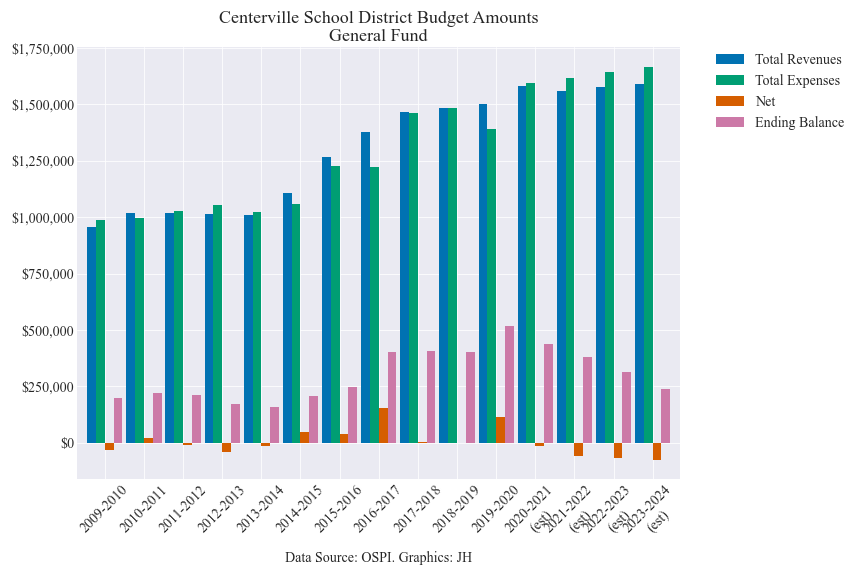 Centerville School District Budget Amounts
General Fund
$1,750,000
$1,500,000
$1,250,000
$1,000,000
$750,000
$500,000
$250,000
$0
2009-2010
2010-2011
2011-2012
2012-2013
2013-2014
2014-2015
2015-2016
2016-2017
2017-2018
2018-2019
2019-2020
2020-2021
(est)
2021-2022
(est)
2022-2023
(est)
2023-2024
(est)
Total Revenues
Total Expenses
Net
Ending Balance
Data Source: OSPI. Graphics: JH